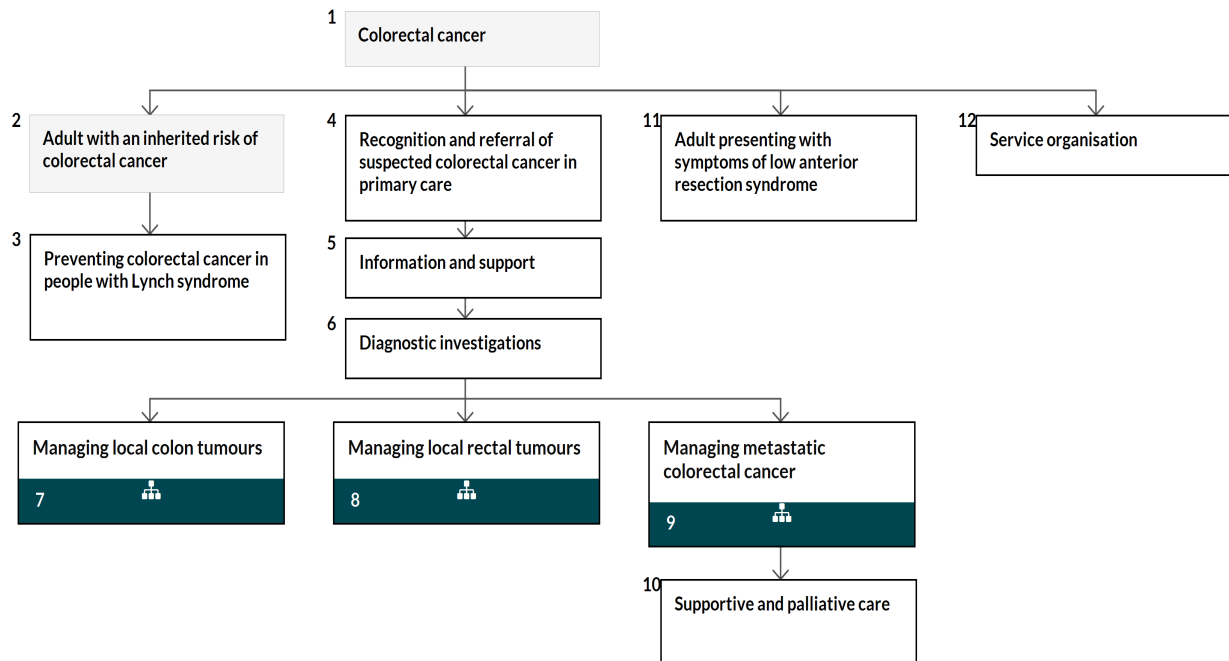 1
Colorectal cancer
2
Adult with an inherited risk of
colorectal cancer
3
Preventing colorectal cancer in
people with Lynch syndrome
4
Recognition and referral of
suspected colorectal cancer in
primary care
5
Information and support
6
Diagnostic investigations
11
Adult presenting with
symptoms of low anterior
resection syndrome
12
Service organisation
Managing local colon tumours
7
Managing local rectal tumours
8
Managing metastatic
colorectal cancer
9
10
Supportive and palliative care